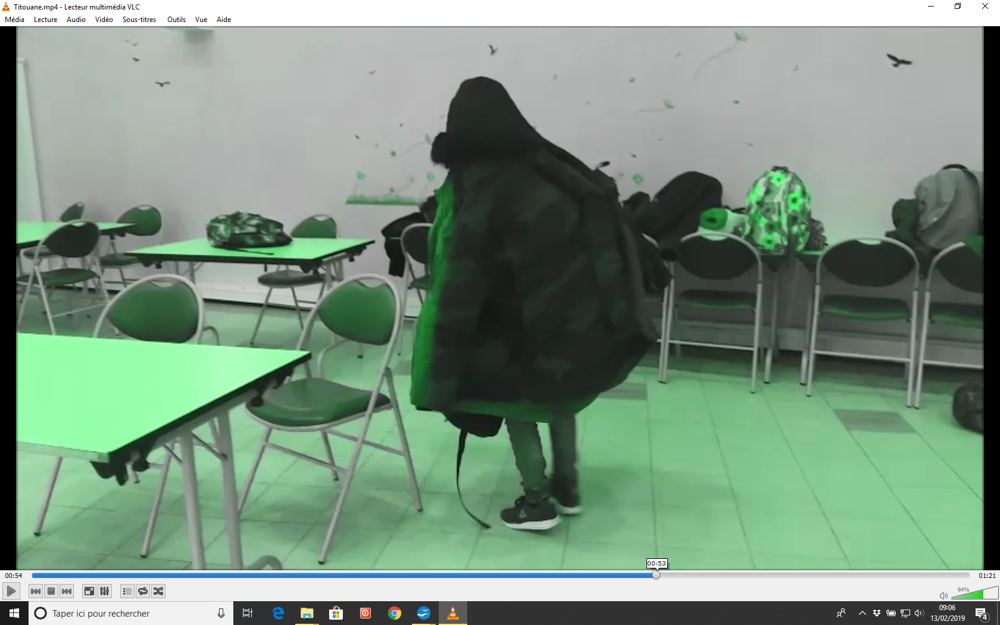 Titouane.mp4 - Lecteur multimédia VLC
Média Lecture Audio Vidéo Sous-titres Outils Vue Aide
00:53
00:54
01:21
84%
Taper ici pour rechercher
09:06
13/02/2019
4